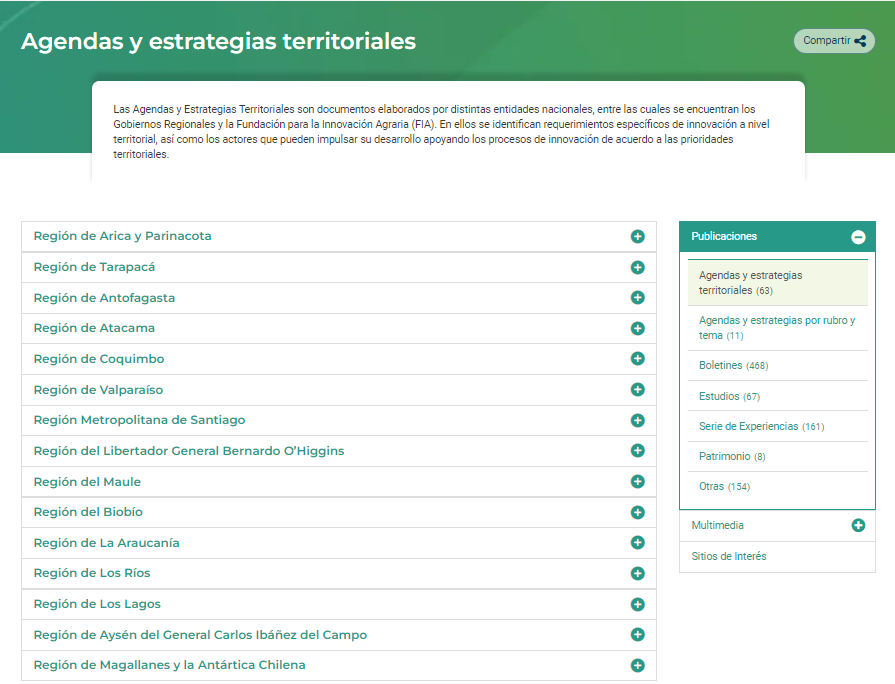 Agendas y estrategias territoriales
Compartir
Las Agendas y Estrategias Territoriales son documentos elaborados por distintas entidades nacionales, entre las cuales se encuentran los
Gobiernos Regionales y la Fundación para la Innovación Agraria (FIA). En ellos se identifican requerimientos específicos de innovación a nivel
territorial, así como los actores que pueden impulsar su desarrollo apoyando los procesos de innovación de acuerdo a las prioridades
territoriales.
Región de Arica y Parinacota
Región de Tarapacá
Región de Antofagasta
Región de Atacama
Región de Coquimbo
Región de Valparaíso
Región Metropolitana de Santiago
Región del Libertador General Bernardo O’Higgins
Región del Maule
Región del Biobío
Región de La Araucanía
Región de Los Ríos
Región de Los Lagos
Región de Aysén del General Carlos Ibáñez del Campo
Región de Magallanes y la Antártica Chilena
Publicaciones
Agendas y estrategias
territoriales (63)
Agendas y estrategias por rubro y
tema (11)
Boletines (468)
Estudios (67)
Serie de Experiencias (161)
Patrimonio (8)
Otras (154)
Multimedia
Sitios de Interés